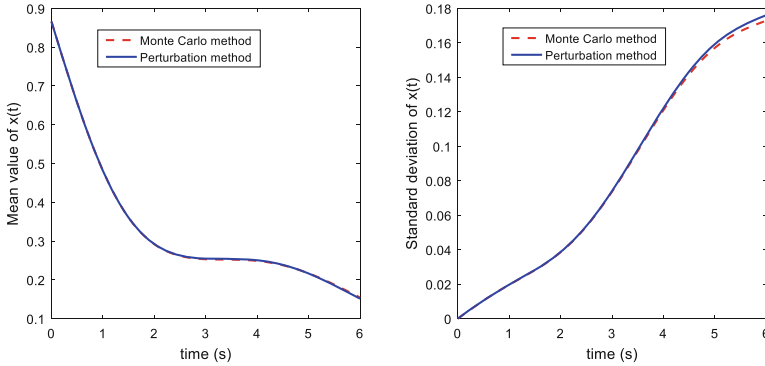 0.9
0.8
0.7
0.6
0.5
0.4
0.3
0.2
0.1
Mean value of x(t)
Monte Carlo method
Perturbation method
0 1 2 3 4 5 6
time (s)
0.18
0.16
0.14
0.12
0.1
0.08
0.06
0.04
0.02
0
Standard deviation of x(t)
Monte Carlo method
Perturbation method
0 1 2 3 4 5 6
time (s)